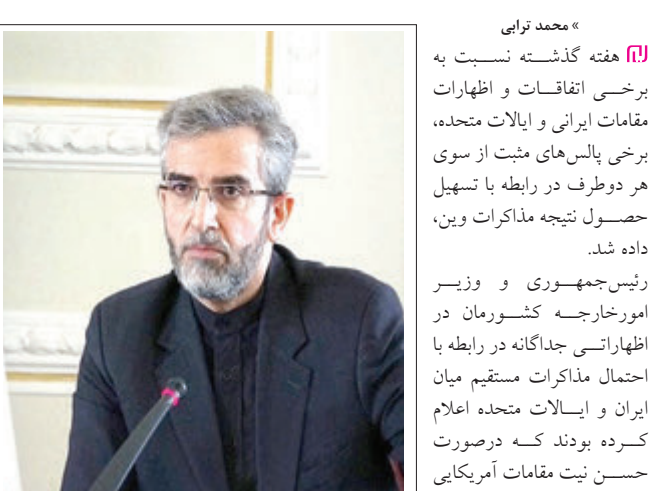 » محمد ترابی
هفته گذشته نسبت به
برخی اتفاقات و اظهارات
مقامات ایرانی و ایالات متحده،
برخی پالس‌های مثبت از سوی
هر دوطرف در رابطه با تسهیل
حصول نتیجه مذاکرات وین،
داده شد.
رئیس‌جمهوری و وزیر
امورخارجه کشورمان در
اظهاراتی جداگانه در رابطه با
احتمال مذاکرات مستقیم میان
ایران و ایالات متحده اعلام
کرده بودند که درصورت
حسن نیت مقامات آمریکایی